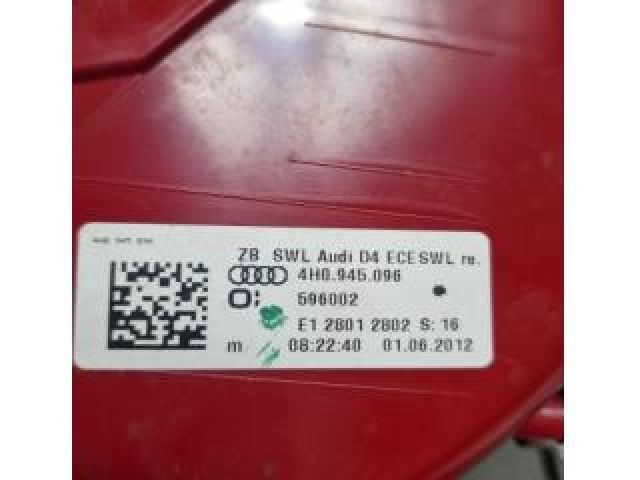 ZB SWL Audi D4 ECE SWL re.
4H0.945.096
596002
E1 2801 2802 S: 16
m 08:22:40 01.06.2012